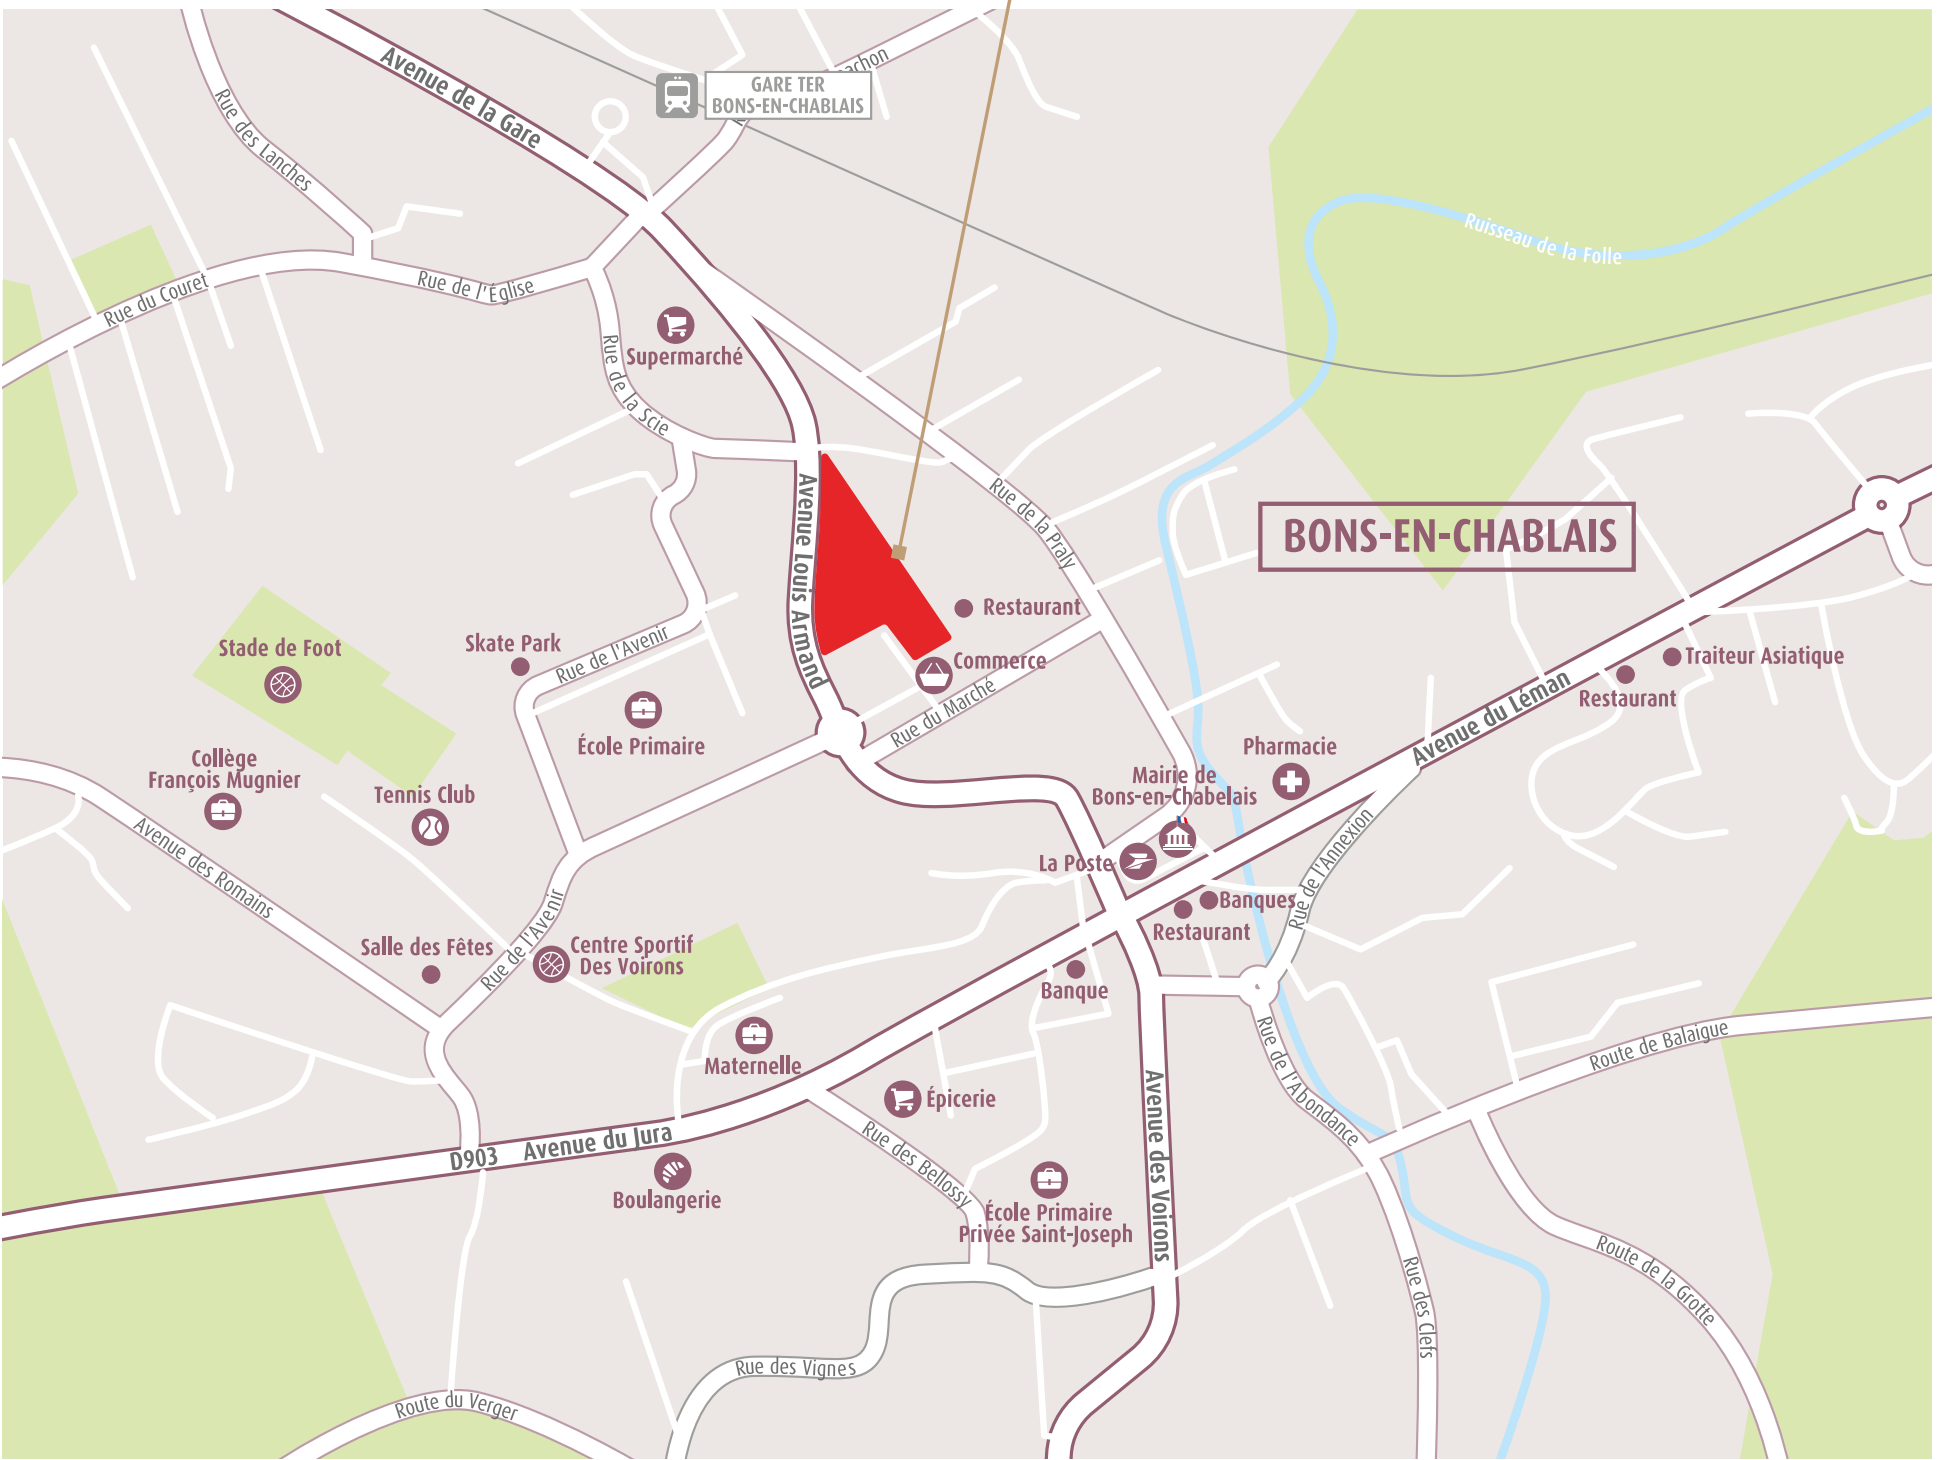 Avenue de la Gare
GARE TER
BONS-EN-CHABLAIS
Rue des Lanches
Ruisseau de la Folle
Rue du Couret
Rue de l'Église
Supermarché
Rue de la Scie
Avenue Louis Armand
Rue de la Praly
BONS-EN-CHABLAIS
Restaurant
Stade de Foot
Skate Park
Rue de l'Avenir
Commerce
Rue du Marché
Traiteur Asiatique
Restaurant
Avenue du Léman
École Primaire
Collège
François Mugnier
Tennis Club
Pharmacie
Mairie de
Bons-en-Chabelais
La Poste
Avenue des Romains
Rue de l'Annexion
Banques
Restaurant
Rue de l'Avenir
Salle des Fêtes
Centre Sportif
Des Voirons
Banque
Maternelle
Rue de l'Abondance
Route de Balaigue
Épicerie
Avenue des Voirons
D903
Avenue du Jura
Rue des Bellossy
Boulangerie
École Primaire
Privée Saint-Joseph
Rue des Clefs
Route de la Grotte
Rue des Vignes
Route du Verger